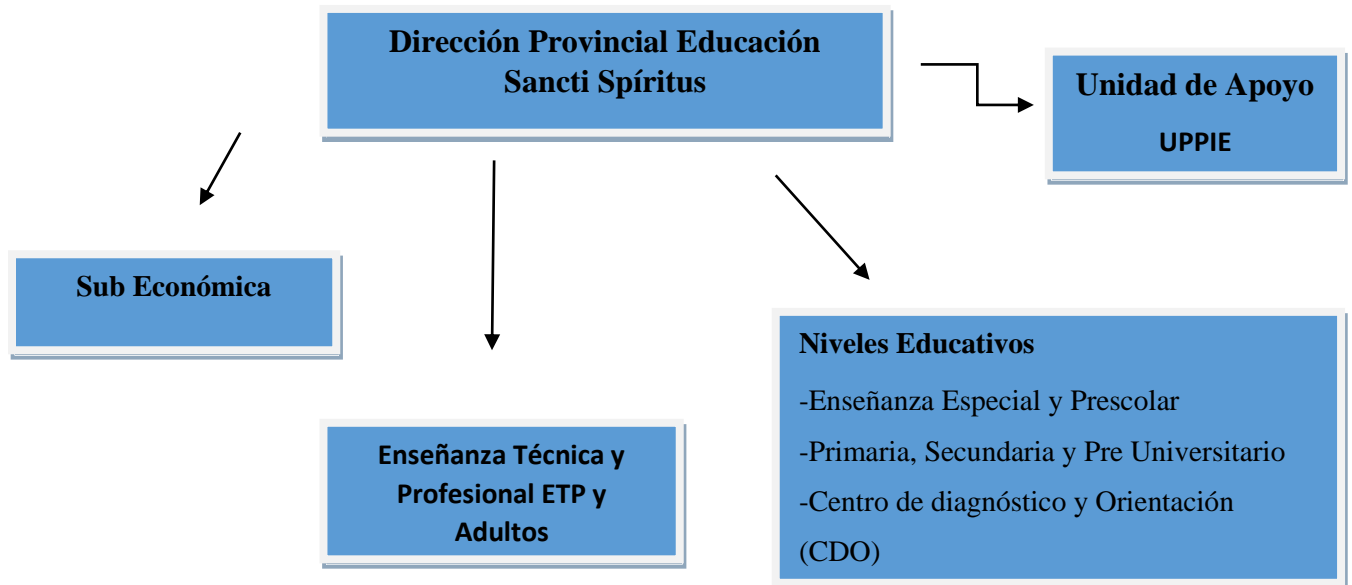 Dirección Provincial Educación
Sancti Spíritus
Unidad de Apoyo
UPPIE
Sub Económica
Enseñanza Técnica y
Profesional ETP y
Adultos
Niveles Educativos
-Enseñanza Especial y Prescolar
-Primaria, Secundaria y Pre Universitario
-Centro de diagnóstico y Orientación
(CDO)